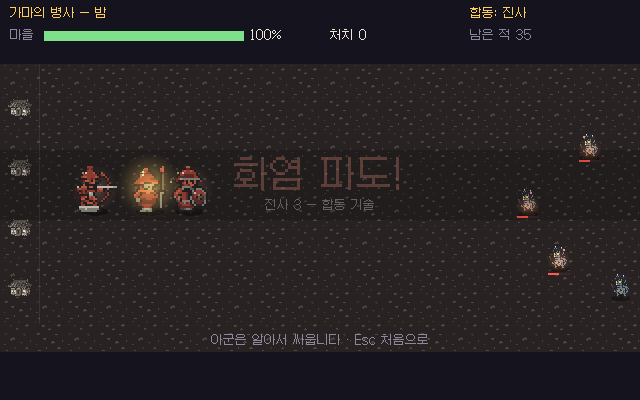 가마의 병사 — 밤
합동: 진사
마을 100% 처치 0 남은 적 35
화염 파도!
진사 3 — 합동 기술
아군은 알아서 싸웁니다 · Esc 처음으로